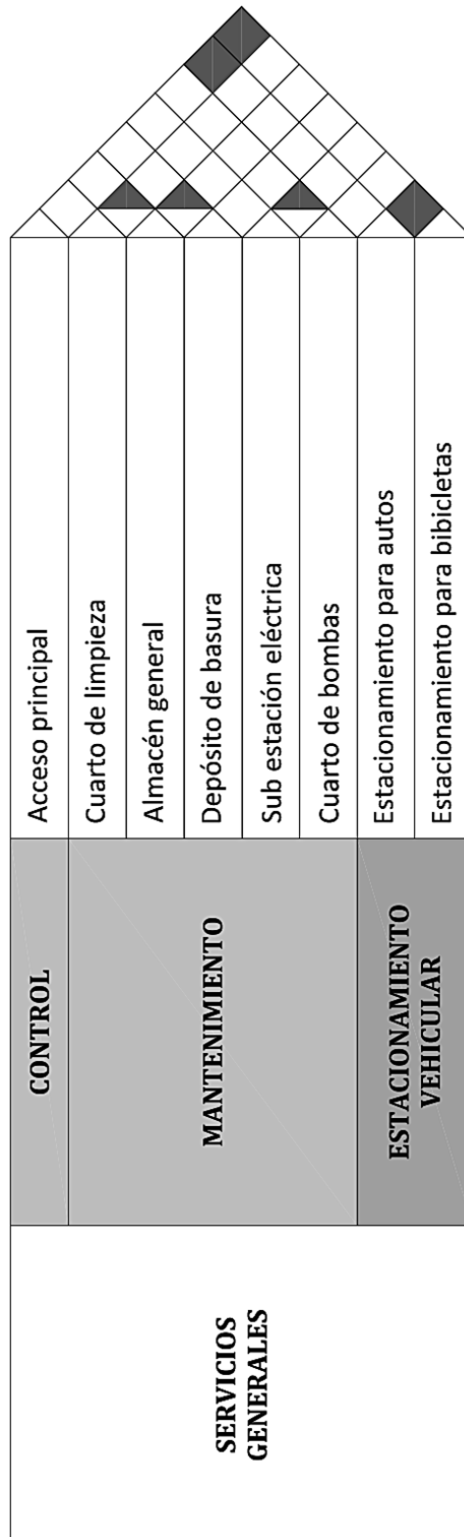 SERVICIOS
GENERALES
CONTROL
MANTENIMIENTO
ESTACIONAMIENTO
VEHICULAR
Acceso principal
Cuarto de limpieza
Almacén general
Depósito de basura
Sub estación eléctrica
Cuarto de bombas
Estacionamiento para autos
Estacionamiento para bibicletas